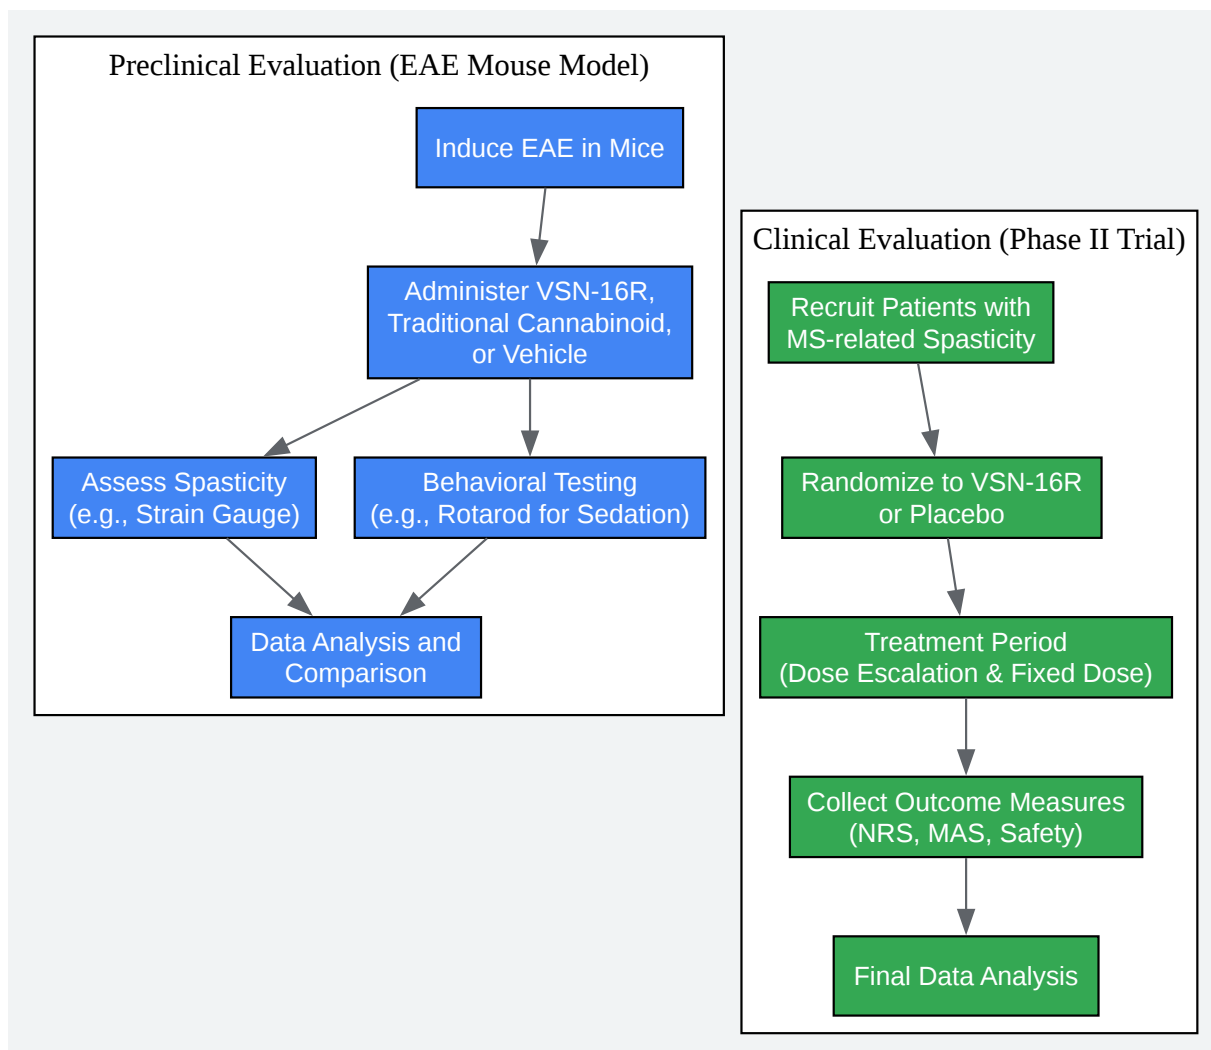 Preclinical Evaluation (EAE Mouse Model)
Induce EAE in Mice
Administer VSN-16R,
Traditional Cannabinoid,
or Vehicle
Assess Spasticity
(e.g., Strain Gauge)
Behavioral Testing
(e.g., Rotarod for Sedation)
Data Analysis and
Comparison
Clinical Evaluation (Phase II Trial)
Recruit Patients with
MS-related Spasticity
Randomize to VSN-16R
or Placebo
Treatment Period
(Dose Escalation & Fixed Dose)
Collect Outcome Measures
(NRS, MAS, Safety)
Final Data Analysis